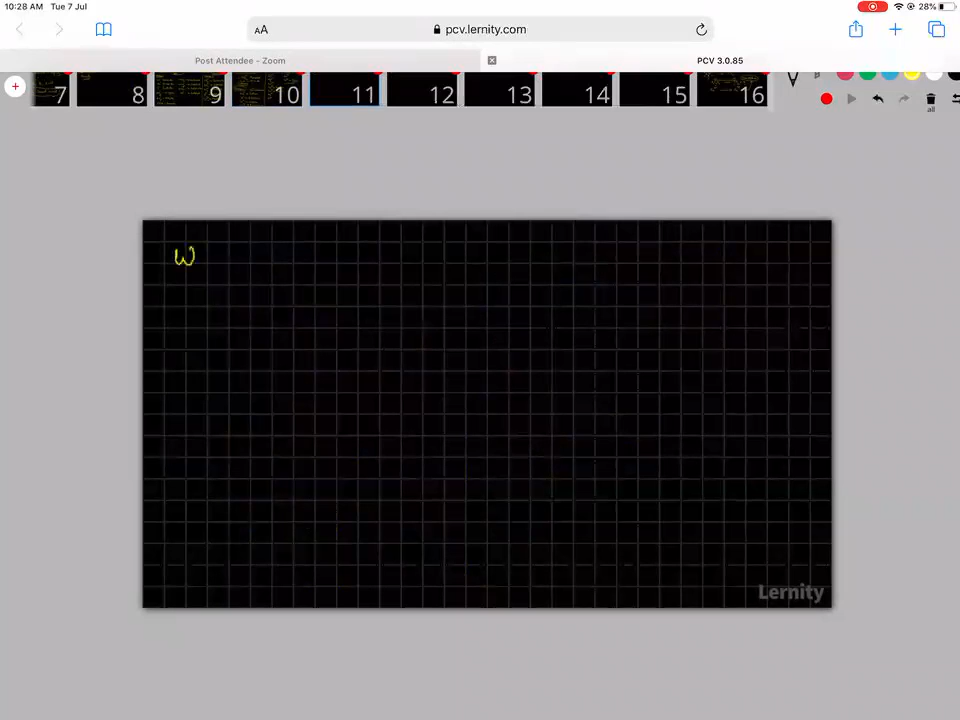 10:28 AM Tue 7 Jul
28%
AA
pcv.lernity.com
Post Attendee - Zoom
PCV 3.0.85
+
7
8
9
10
11
12
13
14
15
16
all
W
Lernity